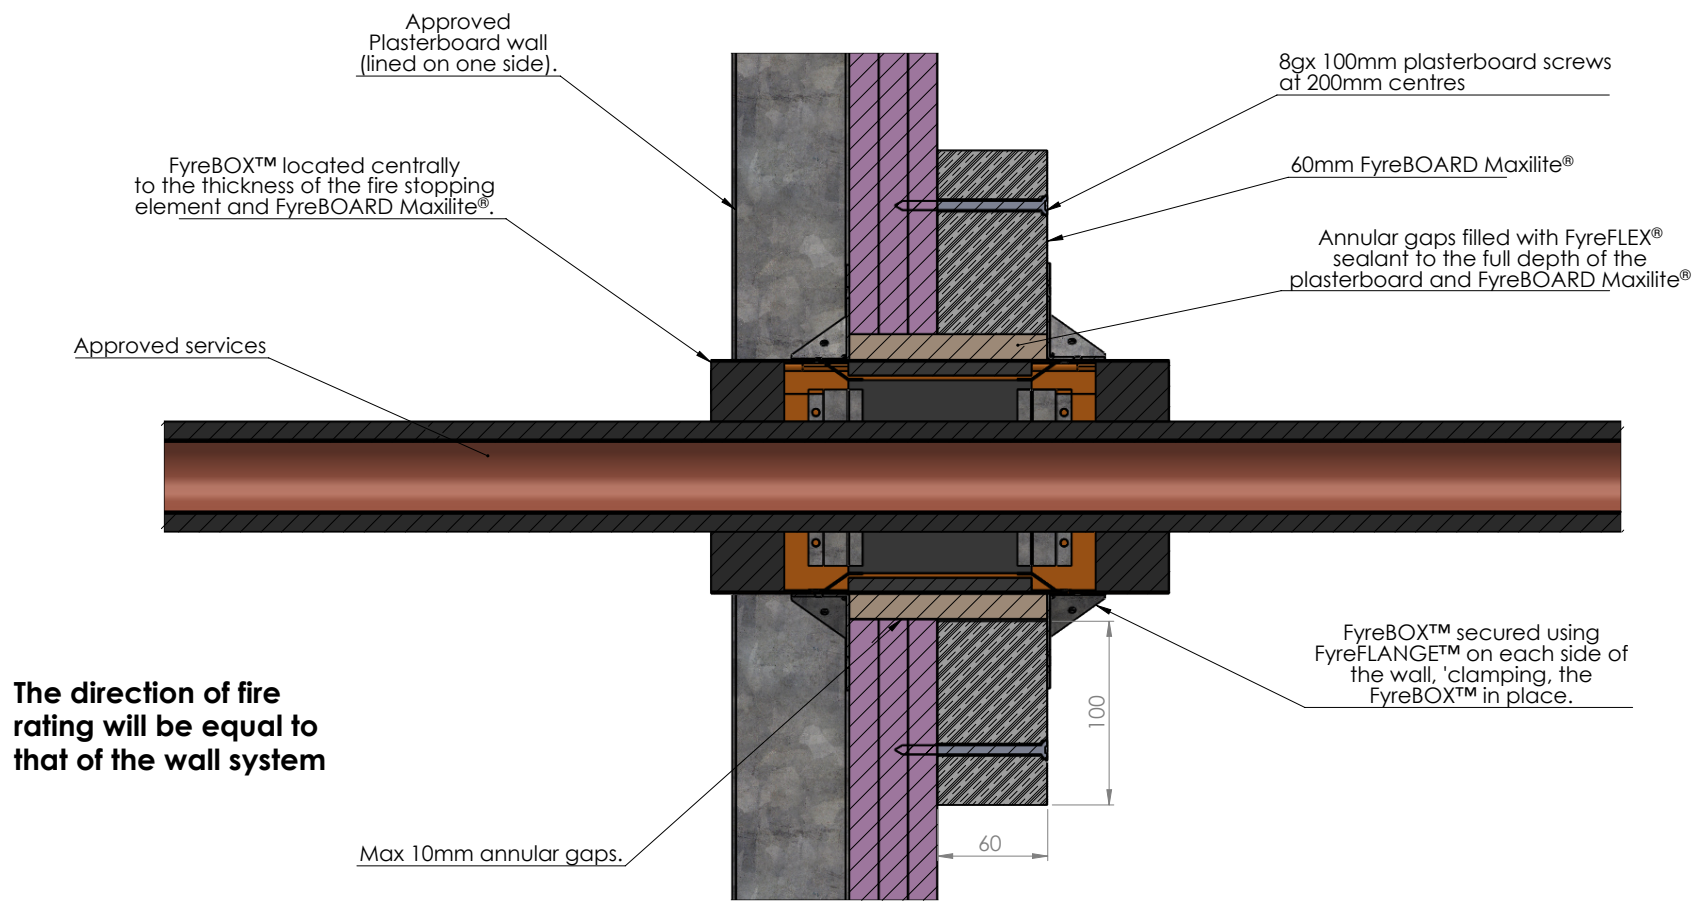 Approved
Plasterboard wall
(lined on one side).
8gx 100mm plasterboard screws
at 200mm centres
FyreBOX™ located centrally
to the thickness of the fire stopping
element and FyreBOARD Maxilite®.
60mm FyreBOARD Maxilite®
Annular gaps filled with FyreFLEX®
sealant to the full depth of the
plasterboard and FyreBOARD Maxilite®
Approved services
FyreBOX™ secured using
FyreFLANGE™ on each side of
the wall, 'clamping, the
FyreBOX™ in place.
The direction of fire
rating will be equal to
that of the wall system
100
60
Max 10mm annular gaps.